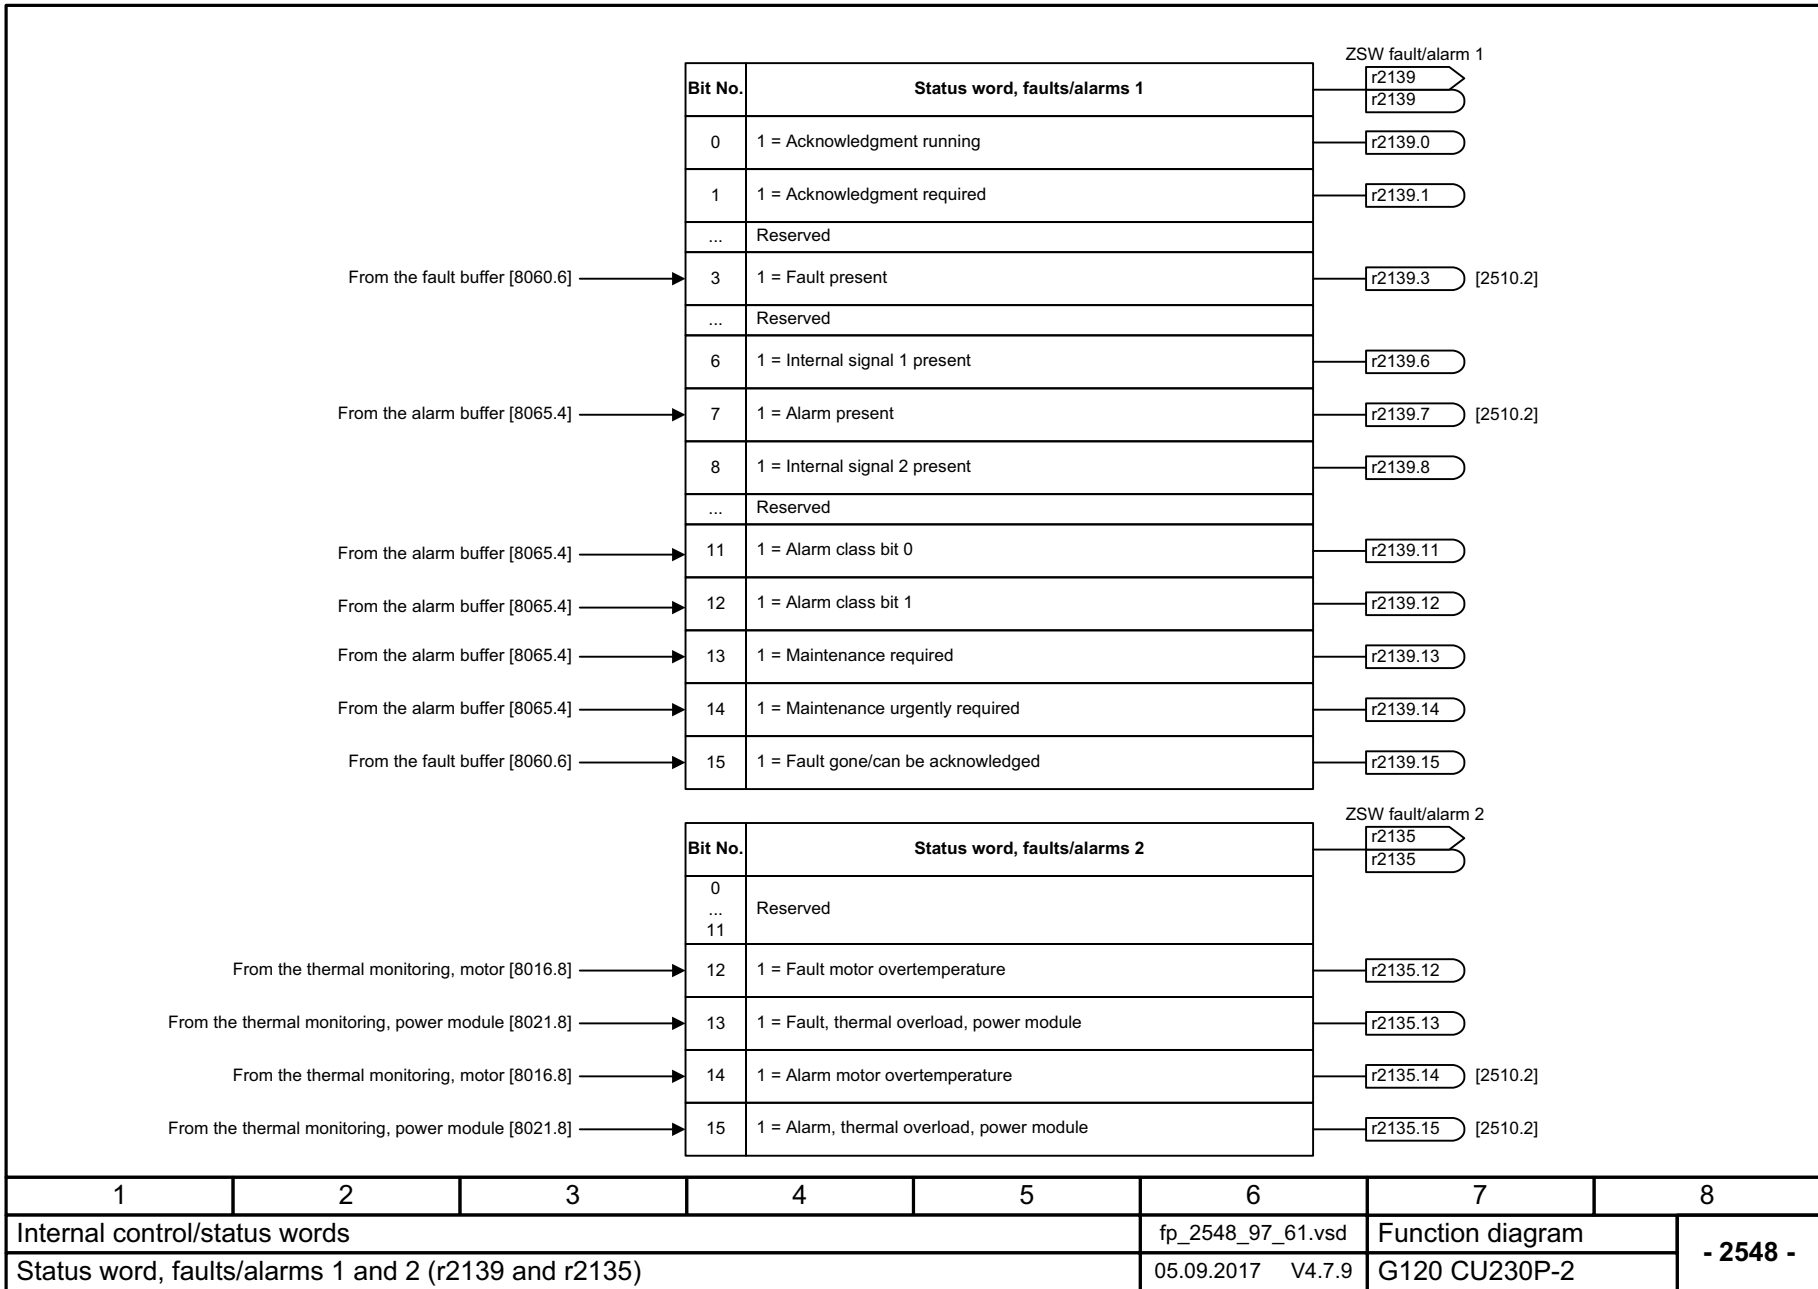 ZSW fault/alarm 1
Bit No. Status word, faults/alarms 1 r2139
r2139
0 1 = Acknowledgment running r2139.0
1 1 = Acknowledgment required r2139.1
... Reserved
From the fault buffer [8060.6] 3 1 = Fault present r2139.3 [2510.2]
... Reserved
6 1 = Internal signal 1 present r2139.6
From the alarm buffer [8065.4] 7 1 = Alarm present r2139.7 [2510.2]
8 1 = Internal signal 2 present r2139.8
... Reserved
From the alarm buffer [8065.4] 11 1 = Alarm class bit 0 r2139.11
From the alarm buffer [8065.4] 12 1 = Alarm class bit 1 r2139.12
From the alarm buffer [8065.4] 13 1 = Maintenance required r2139.13
From the alarm buffer [8065.4] 14 1 = Maintenance urgently required r2139.14
From the fault buffer [8060.6] 15 1 = Fault gone/can be acknowledged r2139.15
ZSW fault/alarm 2
Bit No. Status word, faults/alarms 2 r2135
r2135
0
... Reserved
11
From the thermal monitoring, motor [8016.8] 12 1 = Fault motor overtemperature r2135.12
From the thermal monitoring, power module [8021.8] 13 1 = Fault, thermal overload, power module r2135.13
From the thermal monitoring, motor [8016.8] 14 1 = Alarm motor overtemperature r2135.14 [2510.2]
From the thermal monitoring, power module [8021.8] 15 1 = Alarm, thermal overload, power module r2135.15 [2510.2]
1 2 3 4 5 6 7 8
Internal control/status words fp_2548_97_61.vsd Function diagram - 2548 -
Status word, faults/alarms 1 and 2 (r2139 and r2135) 05.09.2017 V4.7.9 G120 CU230P-2